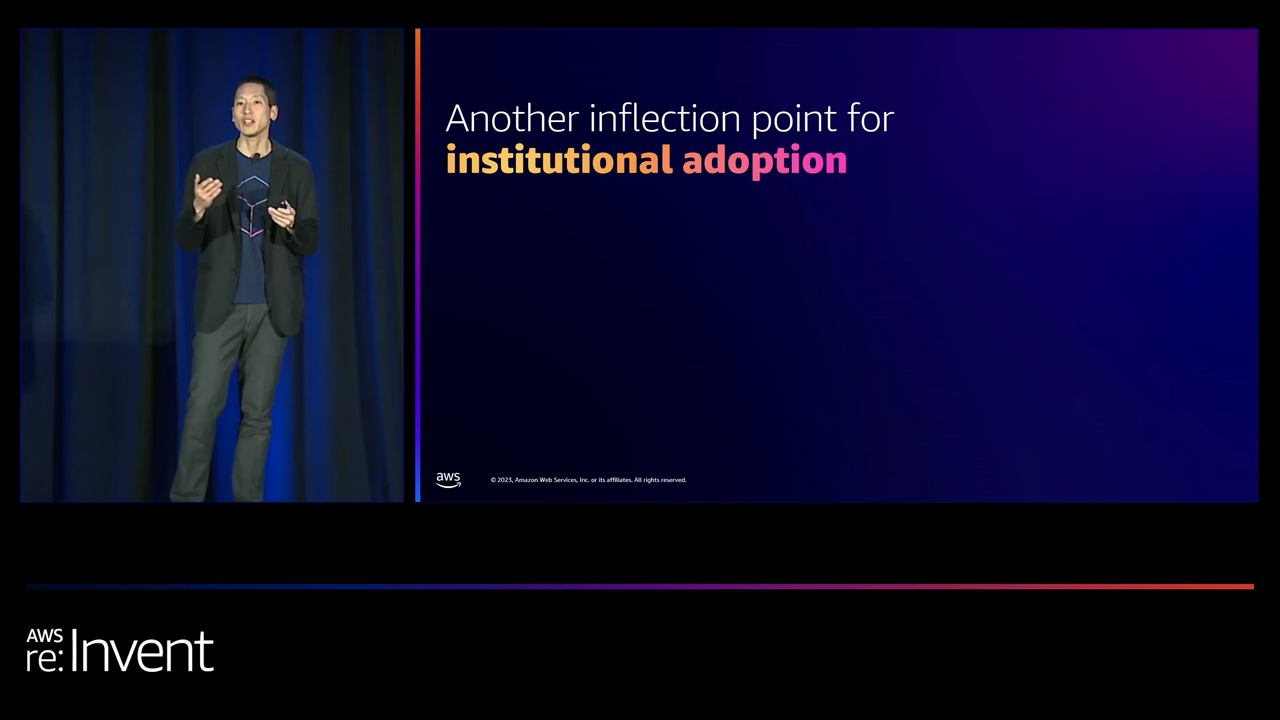 Another inflection point for
institutional adoption
aws
© 2023, Amazon Web Services, Inc. or its affiliates. All rights reserved.
AWS
re:Invent